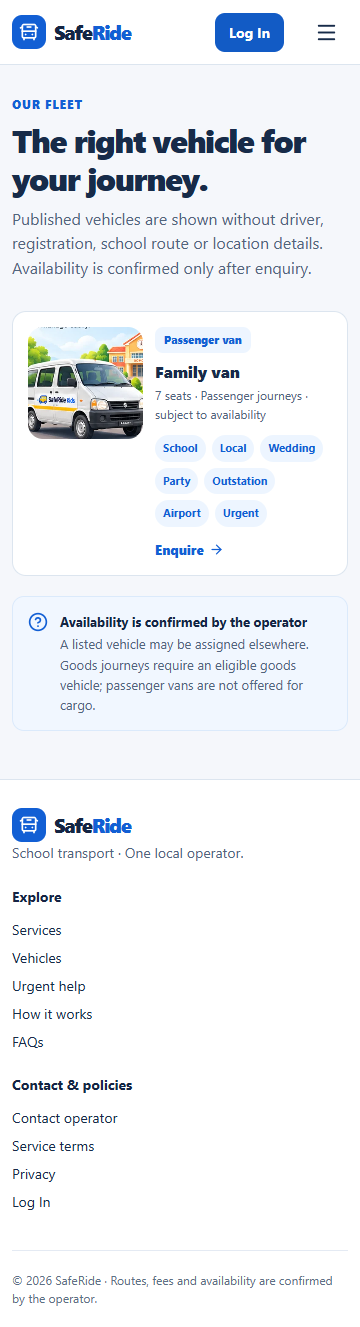 SafeRide
Log In
OUR FLEET
The right vehicle for
your journey.
Published vehicles are shown without driver,
registration, school route or location details.
Availability is confirmed only after enquiry.
SafeRide Kids
Passenger van
Family van
7 seats · Passenger journeys ·
subject to availability
School Local Wedding
Party Outstation
Airport Urgent
Enquire →
Availability is confirmed by the operator
A listed vehicle may be assigned elsewhere.
Goods journeys require an eligible goods
vehicle; passenger vans are not offered for
cargo.
SafeRide
School transport · One local operator.
Explore
Services
Vehicles
Urgent help
How it works
FAQs
Contact & policies
Contact operator
Service terms
Privacy
Log In
© 2026 SafeRide · Routes, fees and availability are confirmed
by the operator.